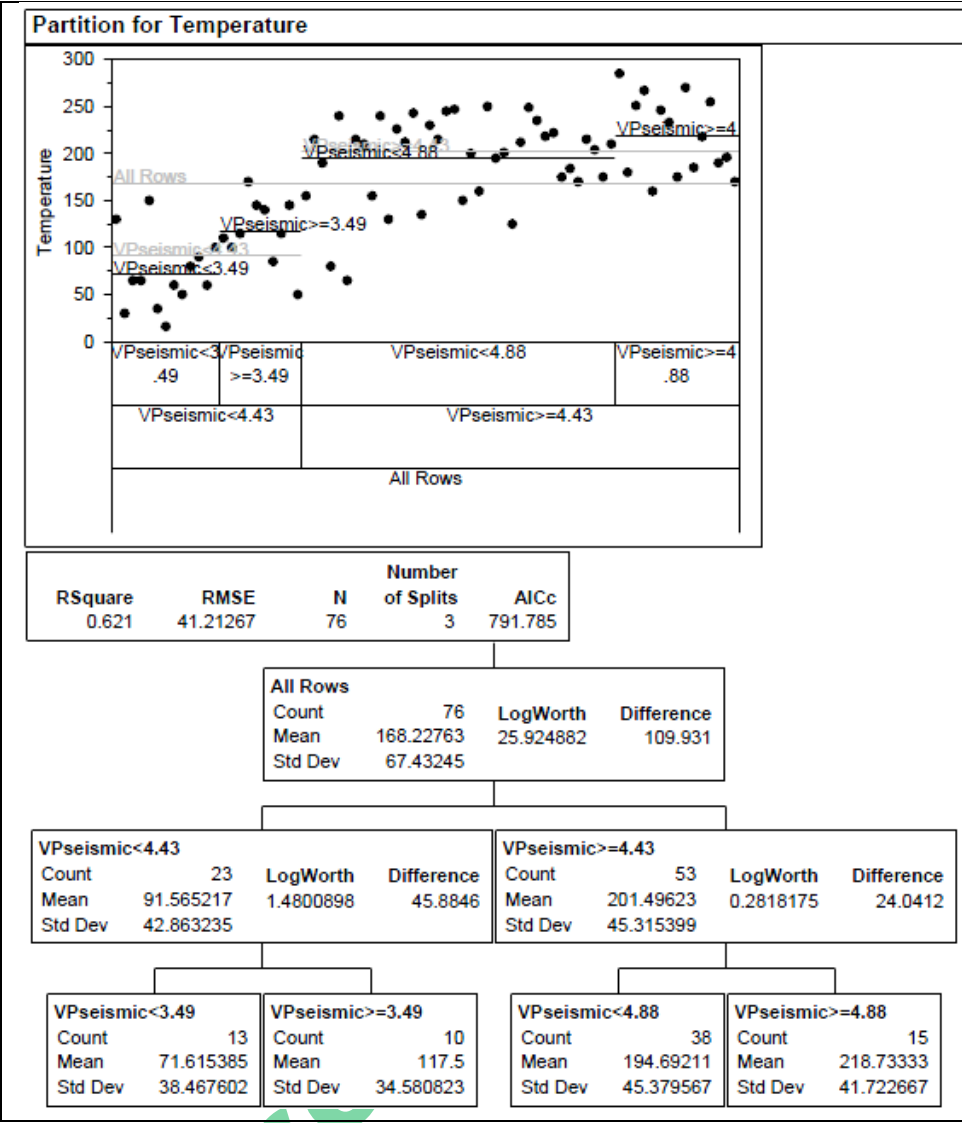 Partition for Temperature
300
250
200
150
100
50
0
Temperature
All Rows
VPseismic<4.43
VPseismic<3.49
VPseismic>=3.49
VPseismic<4.88
VPseismic>=4
VPseismic<3 VPseismic VPseismic<4.88 VPseismic>=4
.49 >=3.49 .88
VPseismic<4.43 VPseismic>=4.43
All Rows
Number
RSquare RMSE N of Splits AICc
0.621 41.21267 76 3 791.785
All Rows
Count 76 LogWorth Difference
Mean 168.22763 25.924882 109.931
Std Dev 67.43245
VPseismic<4.43
Count 23 LogWorth Difference
Mean 91.565217 1.4800898 45.8846
Std Dev 42.863235
VPseismic>=4.43
Count 53 LogWorth Difference
Mean 201.49623 0.2818175 24.0412
Std Dev 45.315399
VPseismic<3.49
Count 13
Mean 71.615385
Std Dev 38.467602
VPseismic>=3.49
Count 10
Mean 117.5
Std Dev 34.580823
VPseismic<4.88
Count 38
Mean 194.69211
Std Dev 45.379567
VPseismic>=4.88
Count 15
Mean 218.73333
Std Dev 41.722667